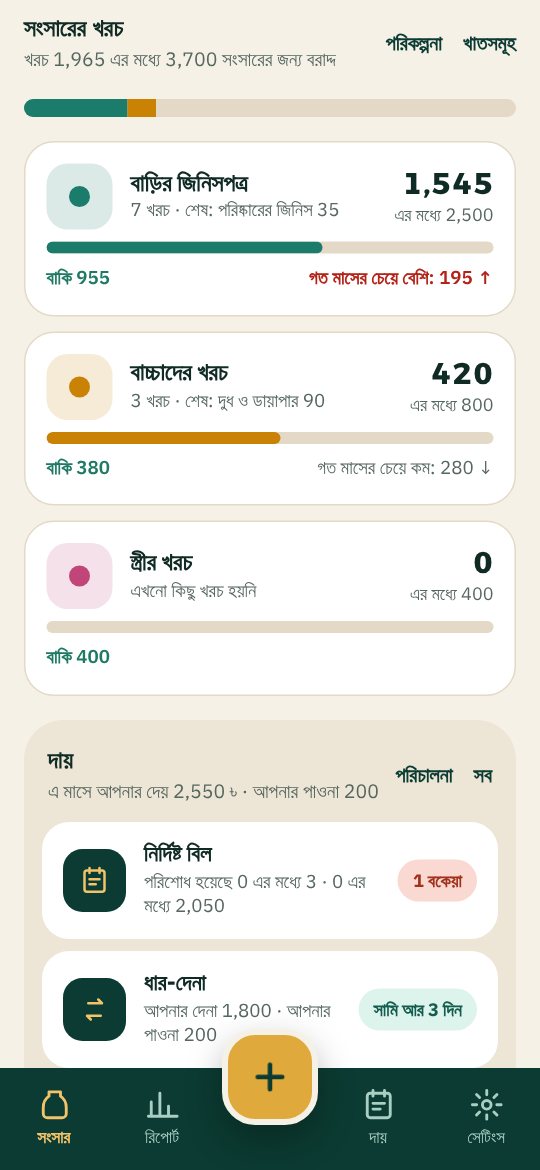 সংসারের খরচ
খরচ 1,965 এর মধ্যে 3,700 সংসারের জন্য বরাদ্দ
পরিকল্পনা খাতসমূহ
বাড়ির জিনিসপত্র
7 খরচ · শেষ: পরিষ্কারের জিনিস 35
1,545
এর মধ্যে 2,500
বাকি 955
গত মাসের চেয়ে বেশি: 195 ↑
বাচ্চাদের খরচ
3 খরচ · শেষ: দুধ ও ডায়াপার 90
420
এর মধ্যে 800
বাকি 380
গত মাসের চেয়ে কম: 280 ↓
স্ত্রীর খরচ
এখনো কিছু খরচ হয়নি
0
এর মধ্যে 400
বাকি 400
দায়
এ মাসে আপনার দেয় 2,550 ৳ · আপনার পাওনা 200
পরিচালনা সব
নির্দিষ্ট বিল
পরিশোধ হয়েছে 0 এর মধ্যে 3 · 0 এর
মধ্যে 2,050
1 বকেয়া
ধার-দেনা
আপনার দেনা 1,800 · আপনার
পাওনা 200
সামি আর 3 দিন
সংসার
রিপোর্ট
দায়
সেটিংস